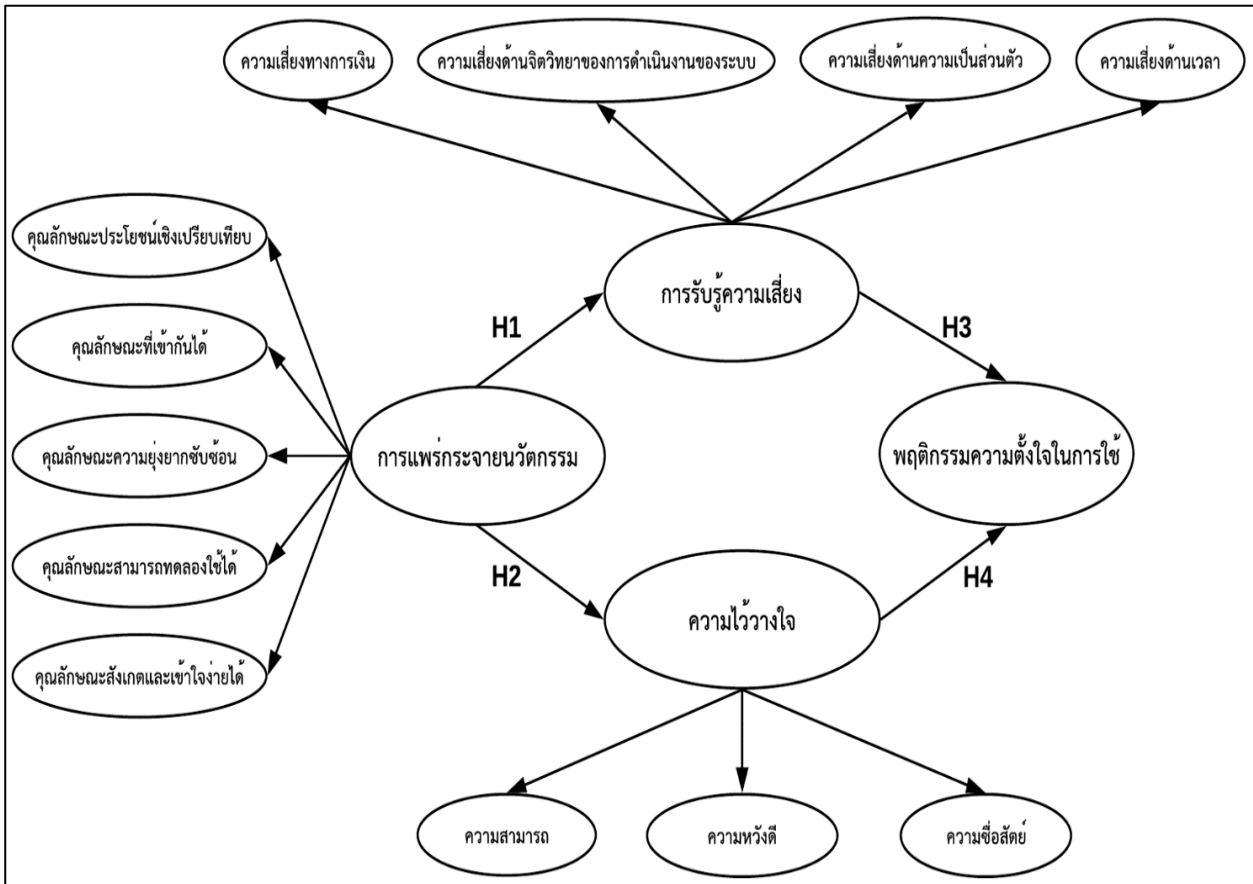 ความเสี่ยงทางการเงิน
ความเสี่ยงด้านจิตวิทยาของการดำเนินงานของระบบ
ความเสี่ยงด้านความเป็นส่วนตัว
ความเสี่ยงด้านเวลา
คุณลักษณะประโยชน์เชิงเปรียบเทียบ
การรับรู้ความเสี่ยง
H1
H3
คุณลักษณะที่เข้ากันได้
คุณลักษณะความยุ่งยากซับซ้อน
การแพร่กระจายนวัตกรรม
พฤติกรรมความตั้งใจในการใช้
คุณลักษณะสามารถทดลองใช้ได้
H2
H4
ความไว้วางใจ
คุณลักษณะสังเกตและเข้าใจง่ายได้
ความสามารถ
ความหวังดี
ความซื่อสัตย์